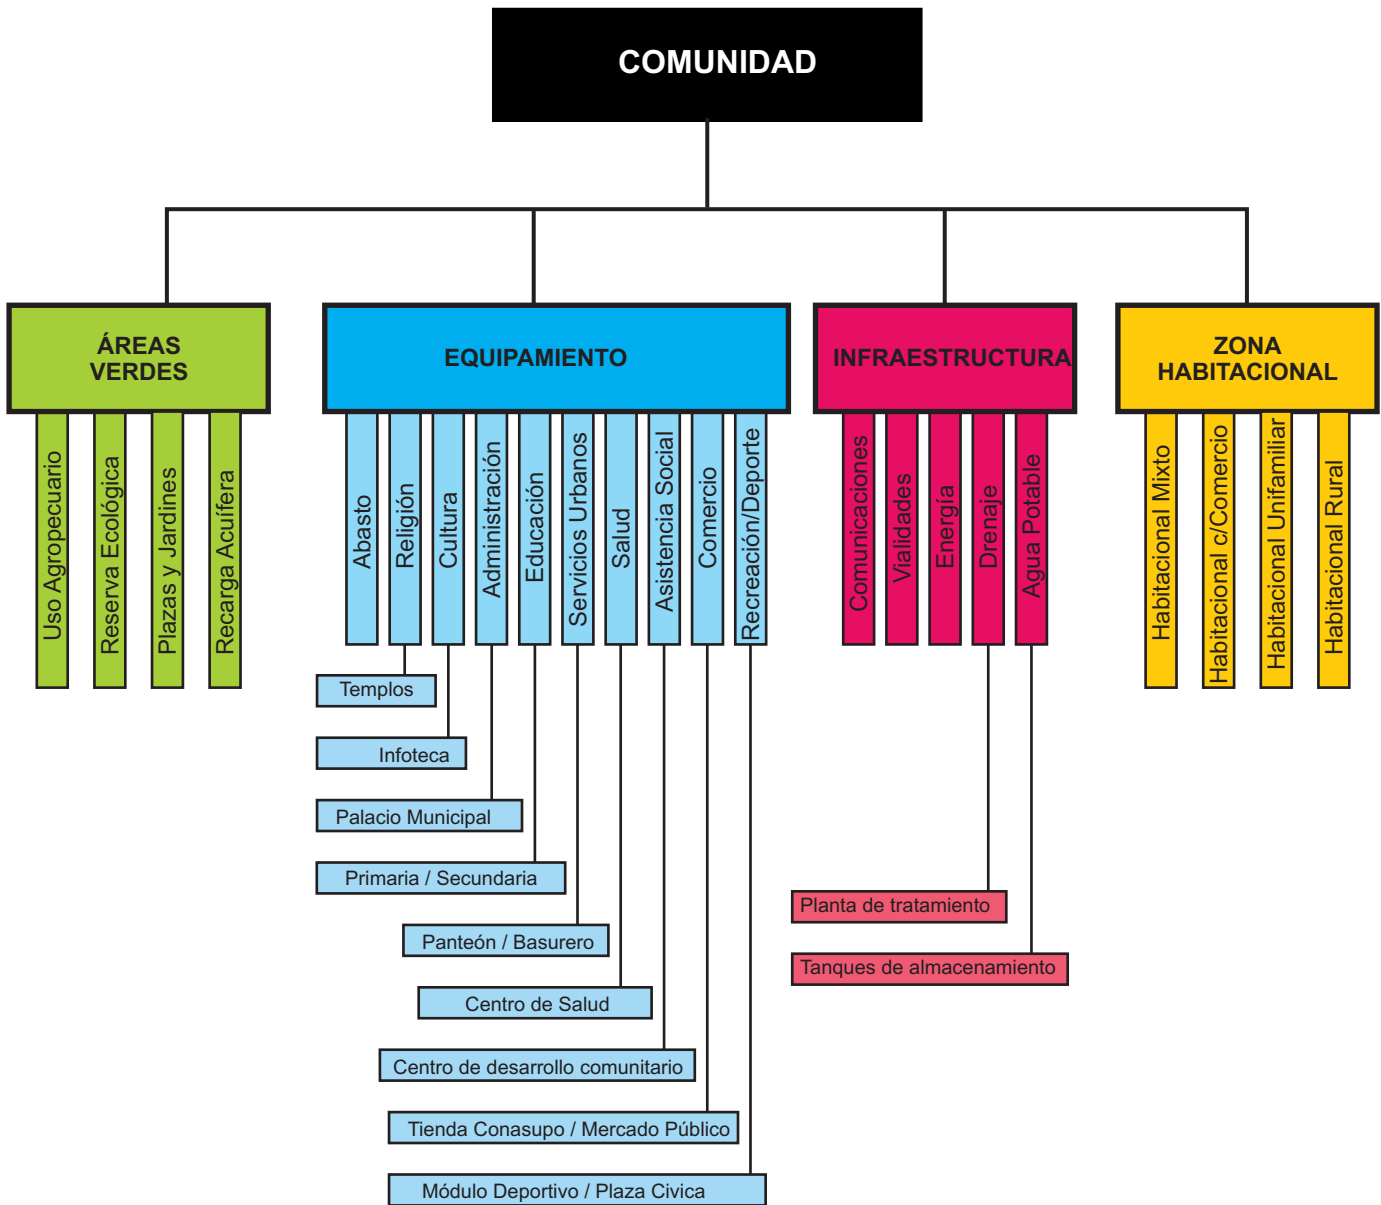 COMUNIDAD
ÁREAS
VERDES
EQUIPAMIENTO
INFRAESTRUCTURA
ZONA
HABITACIONAL
Uso Agropecuario
Reserva Ecológica
Plazas y Jardines
Recarga Acuífera
Abasto
Religión
Cultura
Administración
Educación
Servicios Urbanos
Salud
Asistencia Social
Comercio
Recreación/Deporte
Comunicaciones
Vialidades
Energía
Drenaje
Agua Potable
Habitacional Mixto
Habitacional c/Comercio
Habitacional Unifamiliar
Habitacional Rural
Templos
Infoteca
Palacio Municipal
Primaria / Secundaria
Panteón / Basurero
Centro de Salud
Centro de desarrollo comunitario
Tienda Conasupo / Mercado Público
Módulo Deportivo / Plaza Civica
Planta de tratamiento
Tanques de almacenamiento